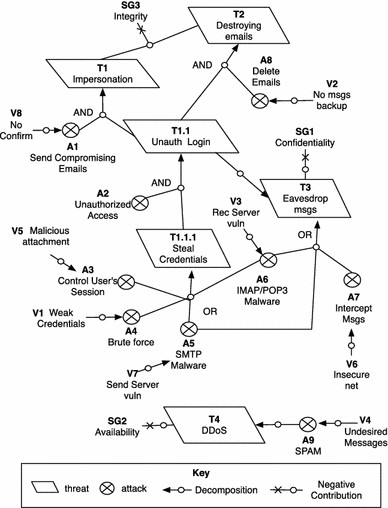 SG3
Integrity
T2
Destroying
emails
T1
Impersonation
AND
A8
Delete
Emails
V2
No msgs
backup
V8
No
Confirm
AND
A1
Send Compromising
Emails
T1.1
Unauth Login
SG1
Confidentiality
A2
Unauthorized
Access
AND
V3
Rec Server
vuln
T3
Eavesdrop
msgs
V5 Malicious
attachment
T1.1.1
Steal
Credentials
OR
A3
Control User's
Session
A6
IMAP/POP3
Malware
A7
Intercept
Msgs
V1 Weak
Credentials
A4
Brute force
OR
A5
SMTP
Malware
V7
Send Server
vuln
V6
Insecure
net
SG2
Availability
T4
DDoS
A9
SPAM
V4
Undesired
Messages
Key
threat
attack
Decomposition
Negative
Contribution